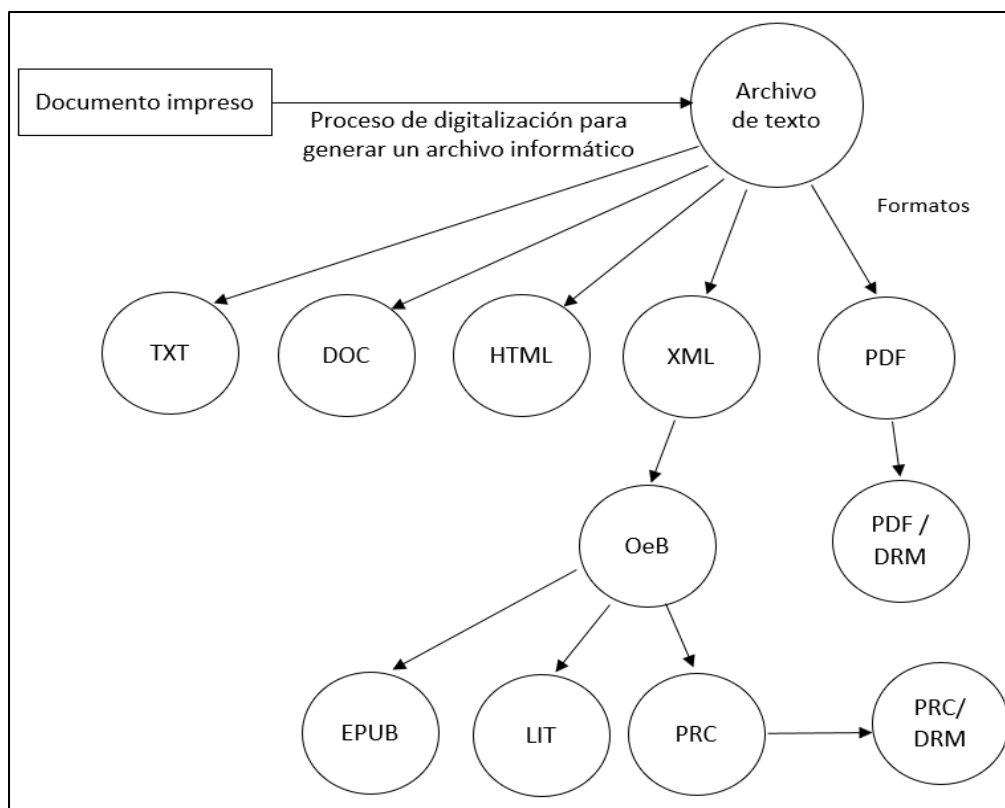 Documento impreso
Proceso de digitalización para
generar un archivo informático
Archivo
de texto
Formatos
TXT
DOC
HTML
XML
PDF
OeB
PDF /
DRM
EPUB
LIT
PRC
PRC/
DRM